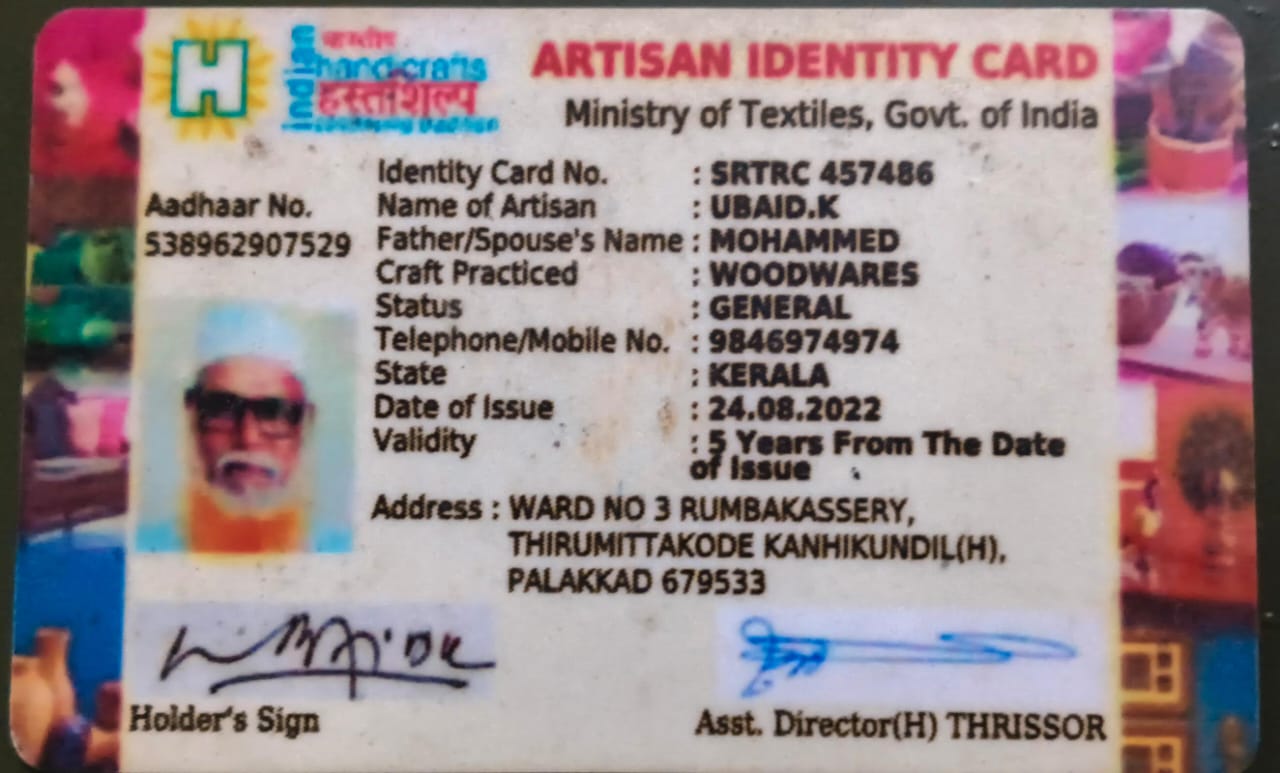 Indian
भारतीय
handicrafts
हस्तशिल्प
ARTISAN IDENTITY CARD
Ministry of Textiles, Govt. of India
Identity Card No. : SRTRC 457486
Aadhaar No.
538962907529
Name of Artisan : UBAID.K
Father/Spouse's Name : MOHAMMED
Craft Practiced : WOODWARES
Status : GENERAL
Telephone/Mobile No. : 9846974974
State : KERALA
Date of Issue : 24.08.2022
Validity : 5 Years From The Date
of Issue
Address : WARD NO 3 RUMBAKASSERY,
THIRUMITTAKODE KANHIKUNDIL(H),
PALAKKAD 679533
Holder's Sign
Asst. Director(H) THRISSOR